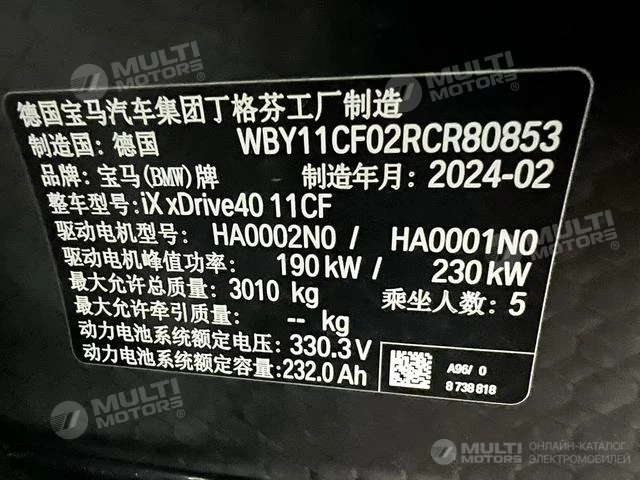 MULTI MOTORS
MULTI MOTORS
德国宝马汽车集团丁格芬工厂制造
制造国: 德国 WBY11CF02RCR80853
品牌: 宝马(BMW)牌 制造年月: 2024-02
整车型号: iX xDrive40 11CF
驱动电机型号: HA0002N0 / HA0001N0
驱动电机峰值功率: 190 kW / 230 kW
最大允许总质量: 3010 kg 乘坐人数: 5
最大允许牵引质量: -- kg
动力电池系统额定电压: 330.3 V
动力电池系统额定容量: 232.0 Ah
A96/ 0
8 738 818
MULTI MOTORS
MULTI MOTORS
MULTI MOTORS
ОНЛАЙН-КАТАЛОГ
ЭЛЕКТРОМОБИЛЕЙ